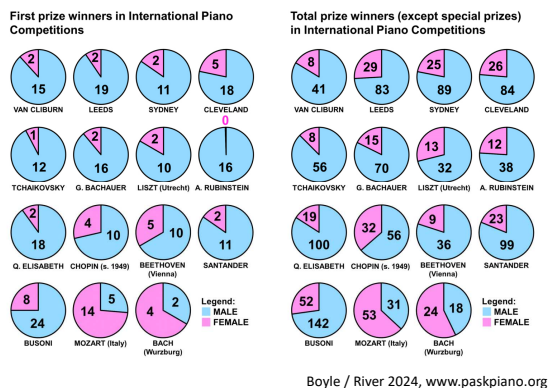 First prize winners in International Piano
Competitions
2
15
VAN CLIBURN
2
19
LEEDS
2
11
SYDNEY
5
18
CLEVELAND
1
12
TCHAIKOVSKY
2
16
G. BACHAUER
2
10
LISZT (Utrecht)
0
16
A. RUBINSTEIN
2
18
Q. ELISABETH
4
10
CHOPIN (s. 1949)
5
10
BEETHOVEN
(Vienna)
2
11
SANTANDER
8
24
BUSONI
14
5
MOZART (Italy)
4
2
BACH
(Wurzburg)
Legend:
MALE
FEMALE
Total prize winners (except special prizes)
in International Piano Competitions
8
41
VAN CLIBURN
29
83
LEEDS
25
89
SYDNEY
26
84
CLEVELAND
8
56
TCHAIKOVSKY
15
70
G. BACHAUER
13
32
LISZT (Utrecht)
12
38
A. RUBINSTEIN
19
100
Q. ELISABETH
32
56
CHOPIN (s. 1949)
9
36
BEETHOVEN
(Vienna)
23
99
SANTANDER
52
142
BUSONI
53
31
MOZART (Italy)
24
18
BACH
(Wurzburg)
Legend:
MALE
FEMALE
Boyle / River 2024, www.paskpiano.org